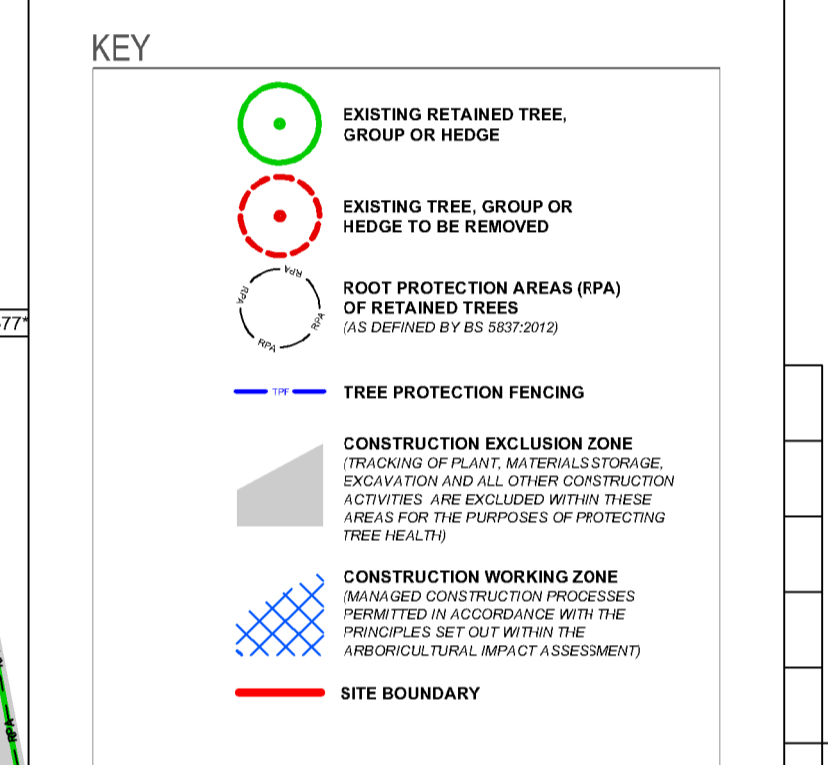 KEY
EXISTING RETAINED TREE,
GROUP OR HEDGE
EXISTING TREE, GROUP OR
HEDGE TO BE REMOVED
RPA
RPA
RPA
RPA
ROOT PROTECTION AREAS (RPA)
OF RETAINED TREES
(AS DEFINED BY BS 5837:2012)
77*
TPF
TREE PROTECTION FENCING
CONSTRUCTION EXCLUSION ZONE
(TRACKING OF PLANT, MATERIALS STORAGE,
EXCAVATION AND ALL OTHER CONSTRUCTION
ACTIVITIES ARE EXCLUDED WITHIN THESE
AREAS FOR THE PURPOSES OF PROTECTING
TREE HEALTH)
CONSTRUCTION WORKING ZONE
(MANAGED CONSTRUCTION PROCESSES
PERMITTED IN ACCORDANCE WITH THE
PRINCIPLES SET OUT WITHIN THE
ARBORICULTURAL IMPACT ASSESSMENT)
SITE BOUNDARY
RPA